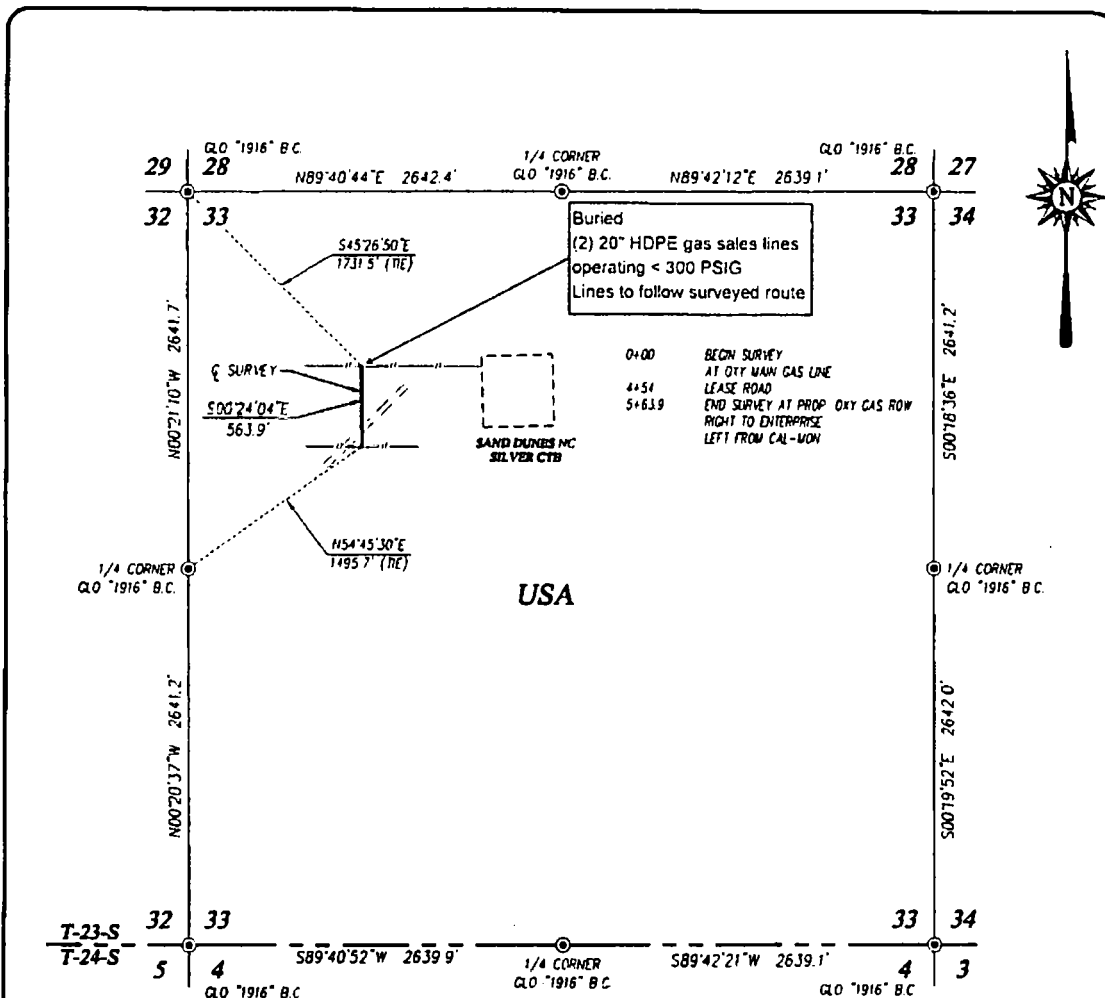 GLO "1916" B.C.
1/4 CORNER
GLO "1916" B.C.
GLO "1916" B.C.
29 28
N89°40'44"E 2642.4'
N89°42'12"E 2639.1'
28 27
32 33
33 34
N
Buried
(2) 20" HDPE gas sales lines
operating < 300 PSIG
Lines to follow surveyed route
S45°26'50"E
1731.5' (TIE)
N00°21'10"W 2641.7'
S00°18'36"E 2641.2'
℄ SURVEY
S00°24'04"E
563.9'
0+00 BEGIN SURVEY
AT OXY MAIN GAS LINE
4+54 LEASE ROAD
5+63.9 END SURVEY AT PROP OXY GAS ROW
RIGHT TO ENTERPRISE
LEFT FROM CAL-MON
SAND DUNES NC
SILVER CTB
N54°45'30"E
1495.7' (TIE)
1/4 CORNER
GLO "1916" B.C.
1/4 CORNER
GLO "1916" B.C.
USA
N00°20'37"W 2641.2'
S00°19'52"E 2642.0'
32 33
33 34
T-23-S
T-24-S
S89°40'52"W 2639.9'
1/4 CORNER
GLO "1916" B.C.
S89°42'21"W 2639.1'
5 4
4 3
GLO "1916" B.C.
GLO "1916" B.C.